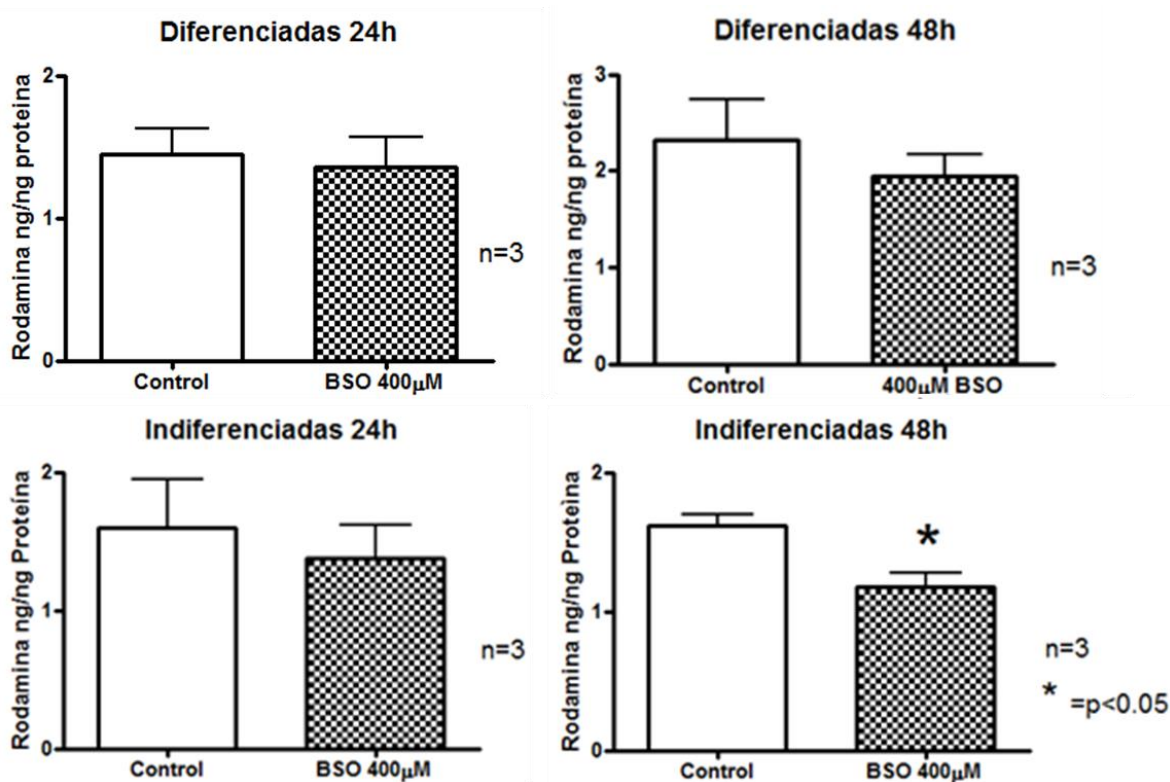 Diferenciadas 24h
Rodamina ng/ng proteína
2
1
0
n=3
Control
BSO 400µM
Diferenciadas 48h
Rodamina ng/ng proteína
3
2
1
0
n=3
Control
400µM BSO
Indiferenciadas 24h
Rodamina ng/ng Proteína
2
1
0
n=3
Control
BSO 400µM
Indiferenciadas 48h
Rodamina ng/ng Proteìna
2
1
0
*
n=3
* =p<0.05
Control
BSO 400µM